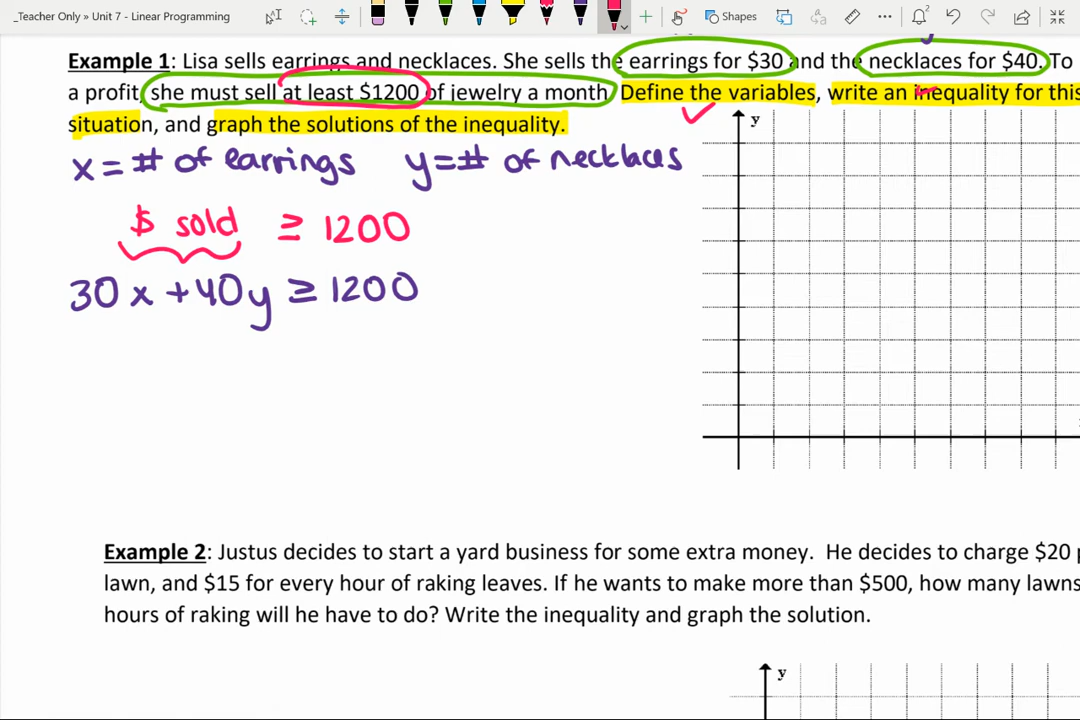 _Teacher Only » Unit 7 - Linear Programming
Shapes
Example 1: Lisa sells earrings and necklaces. She sells the earrings for $30 and the necklaces for $40. To
a profit, she must sell at least $1200 of jewelry a month. Define the variables, write an inequality for this
situation, and graph the solutions of the inequality.
y
x = # of earrings y = # of necklaces
$ sold ≥ 1200
30x + 40y ≥ 1200
Example 2: Justus decides to start a yard business for some extra money. He decides to charge $20 p
lawn, and $15 for every hour of raking leaves. If he wants to make more than $500, how many lawns
hours of raking will he have to do? Write the inequality and graph the solution.
y